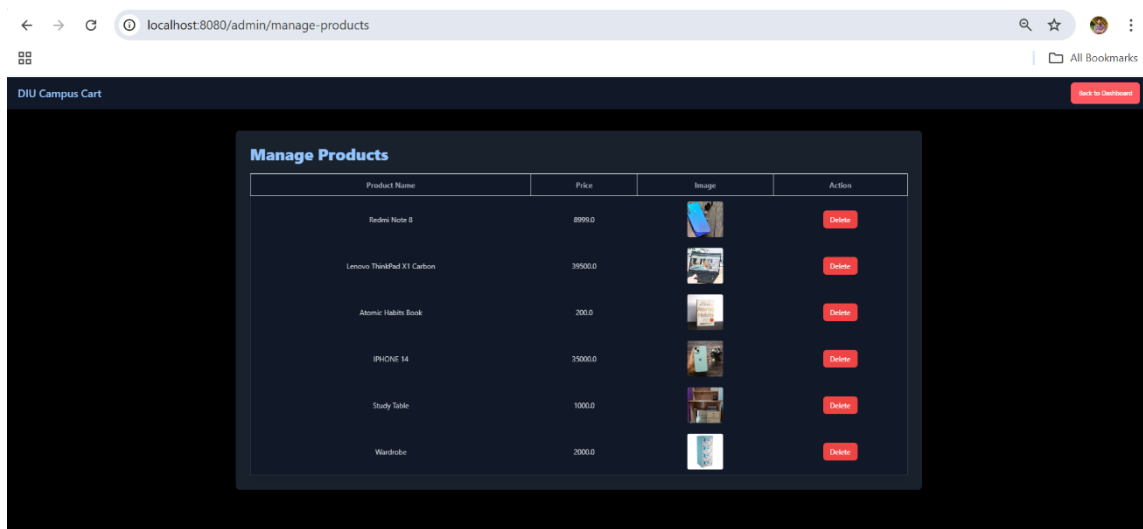 localhost:8080/admin/manage-products
All Bookmarks
DIU Campus Cart
Back to Dashboard
Manage Products
Product Name Price Image Action
Redmi Note 8 8999.0 Delete
Lenovo ThinkPad X1 Carbon 39500.0 Delete
Atomic Habits Book 200.0 Delete
IPHONE 14 35000.0 Delete
Study Table 1000.0 Delete
Wardrobe 2000.0 Delete